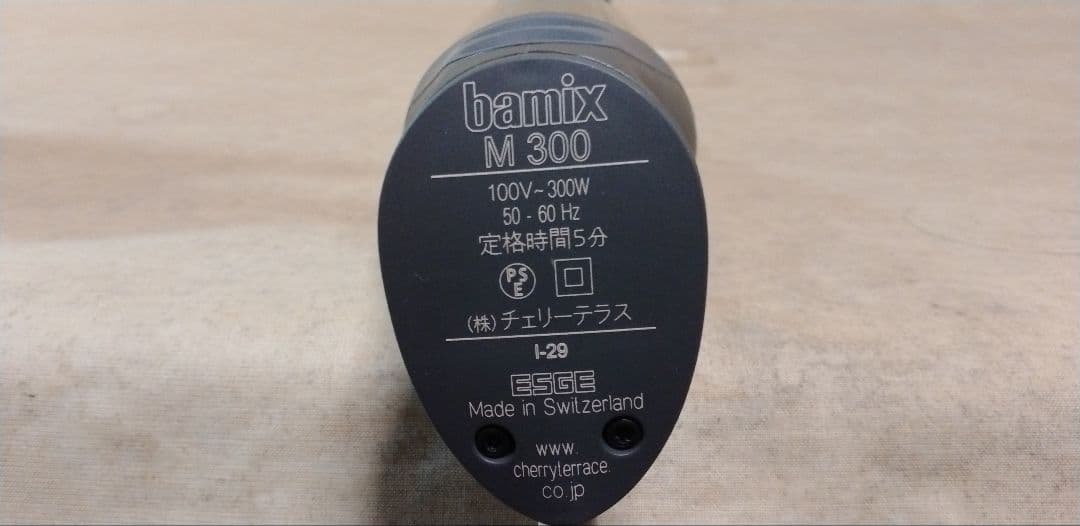 bamix
M 300
100V~300W
50 - 60 Hz
定格時間5分
PS
E
(株)チェリーテラス
I-29
ESGE
Made in Switzerland
www.
cherryterrace.
co.jp